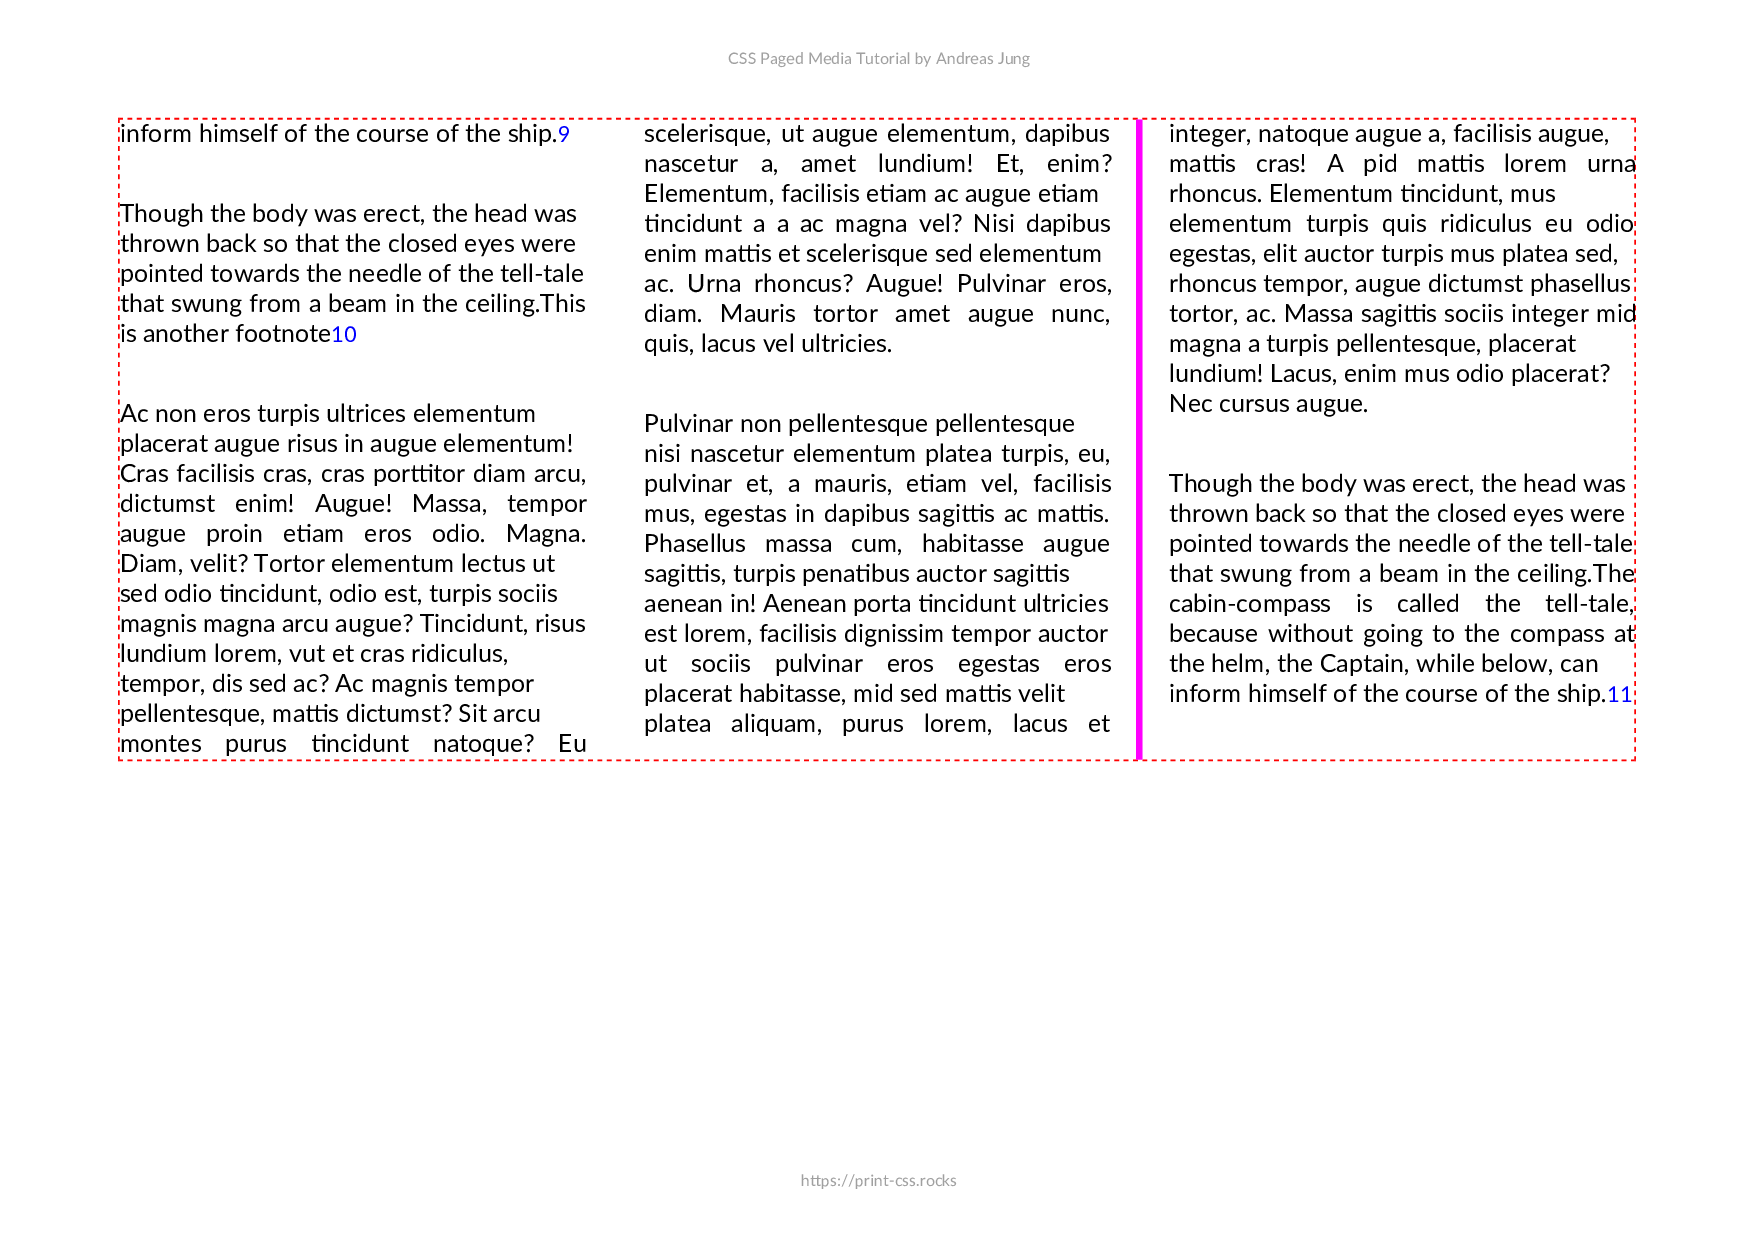 CSS Paged Media Tutorial by Andreas Jung
inform himself of the course of the ship.9
Though the body was erect, the head was
thrown back so that the closed eyes were
pointed towards the needle of the tell-tale
that swung from a beam in the ceiling.This
is another footnote10
Ac non eros turpis ultrices elementum
placerat augue risus in augue elementum!
Cras facilisis cras, cras porttitor diam arcu,
dictumst enim! Augue! Massa, tempor
augue proin etiam eros odio. Magna.
Diam, velit? Tortor elementum lectus ut
sed odio tincidunt, odio est, turpis sociis
magnis magna arcu augue? Tincidunt, risus
lundium lorem, vut et cras ridiculus,
tempor, dis sed ac? Ac magnis tempor
pellentesque, mattis dictumst? Sit arcu
montes purus tincidunt natoque? Eu
scelerisque, ut augue elementum, dapibus
nascetur a, amet lundium! Et, enim?
Elementum, facilisis etiam ac augue etiam
tincidunt a a ac magna vel? Nisi dapibus
enim mattis et scelerisque sed elementum
ac. Urna rhoncus? Augue! Pulvinar eros,
diam. Mauris tortor amet augue nunc,
quis, lacus vel ultricies.
Pulvinar non pellentesque pellentesque
nisi nascetur elementum platea turpis, eu,
pulvinar et, a mauris, etiam vel, facilisis
mus, egestas in dapibus sagittis ac mattis.
Phasellus massa cum, habitasse augue
sagittis, turpis penatibus auctor sagittis
aenean in! Aenean porta tincidunt ultricies
est lorem, facilisis dignissim tempor auctor
ut sociis pulvinar eros egestas eros
placerat habitasse, mid sed mattis velit
platea aliquam, purus lorem, lacus et
integer, natoque augue a, facilisis augue,
mattis cras! A pid mattis lorem urna
rhoncus. Elementum tincidunt, mus
elementum turpis quis ridiculus eu odio
egestas, elit auctor turpis mus platea sed,
rhoncus tempor, augue dictumst phasellus
tortor, ac. Massa sagittis sociis integer mid
magna a turpis pellentesque, placerat
lundium! Lacus, enim mus odio placerat?
Nec cursus augue.
Though the body was erect, the head was
thrown back so that the closed eyes were
pointed towards the needle of the tell-tale
that swung from a beam in the ceiling.The
cabin-compass is called the tell-tale,
because without going to the compass at
the helm, the Captain, while below, can
inform himself of the course of the ship.11
https://print-css.rocks